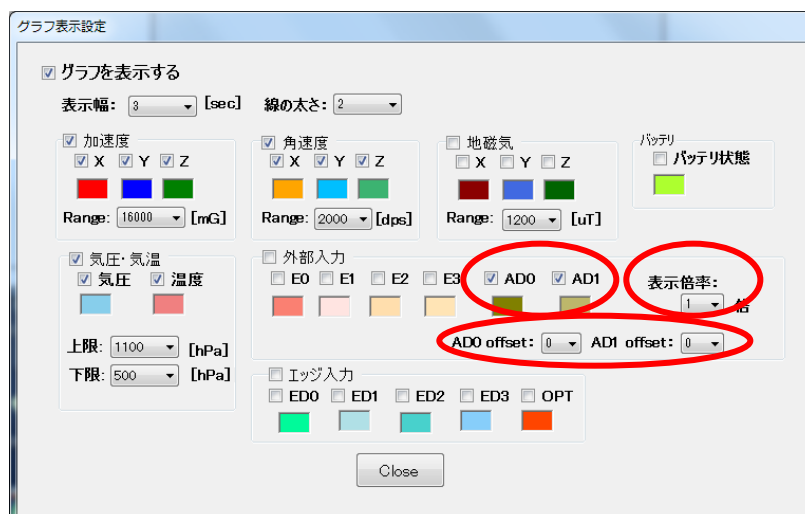 グラフ表示設定
グラフを表示する
表示幅: 3 [sec] 線の太さ: 2
加速度
X Y Z
Range: 16000 [mG]
角速度
X Y Z
Range: 2000 [dps]
地磁気
X Y Z
Range: 1200 [uT]
バッテリ
バッテリ状態
気圧・気温
気圧 温度
上限: 1100 [hPa]
下限: 500 [hPa]
外部入力
E0 E1 E2 E3 AD0 AD1
表示倍率:
1 倍
AD0 offset: 0 AD1 offset: 0
エッジ入力
ED0 ED1 ED2 ED3 OPT
Close